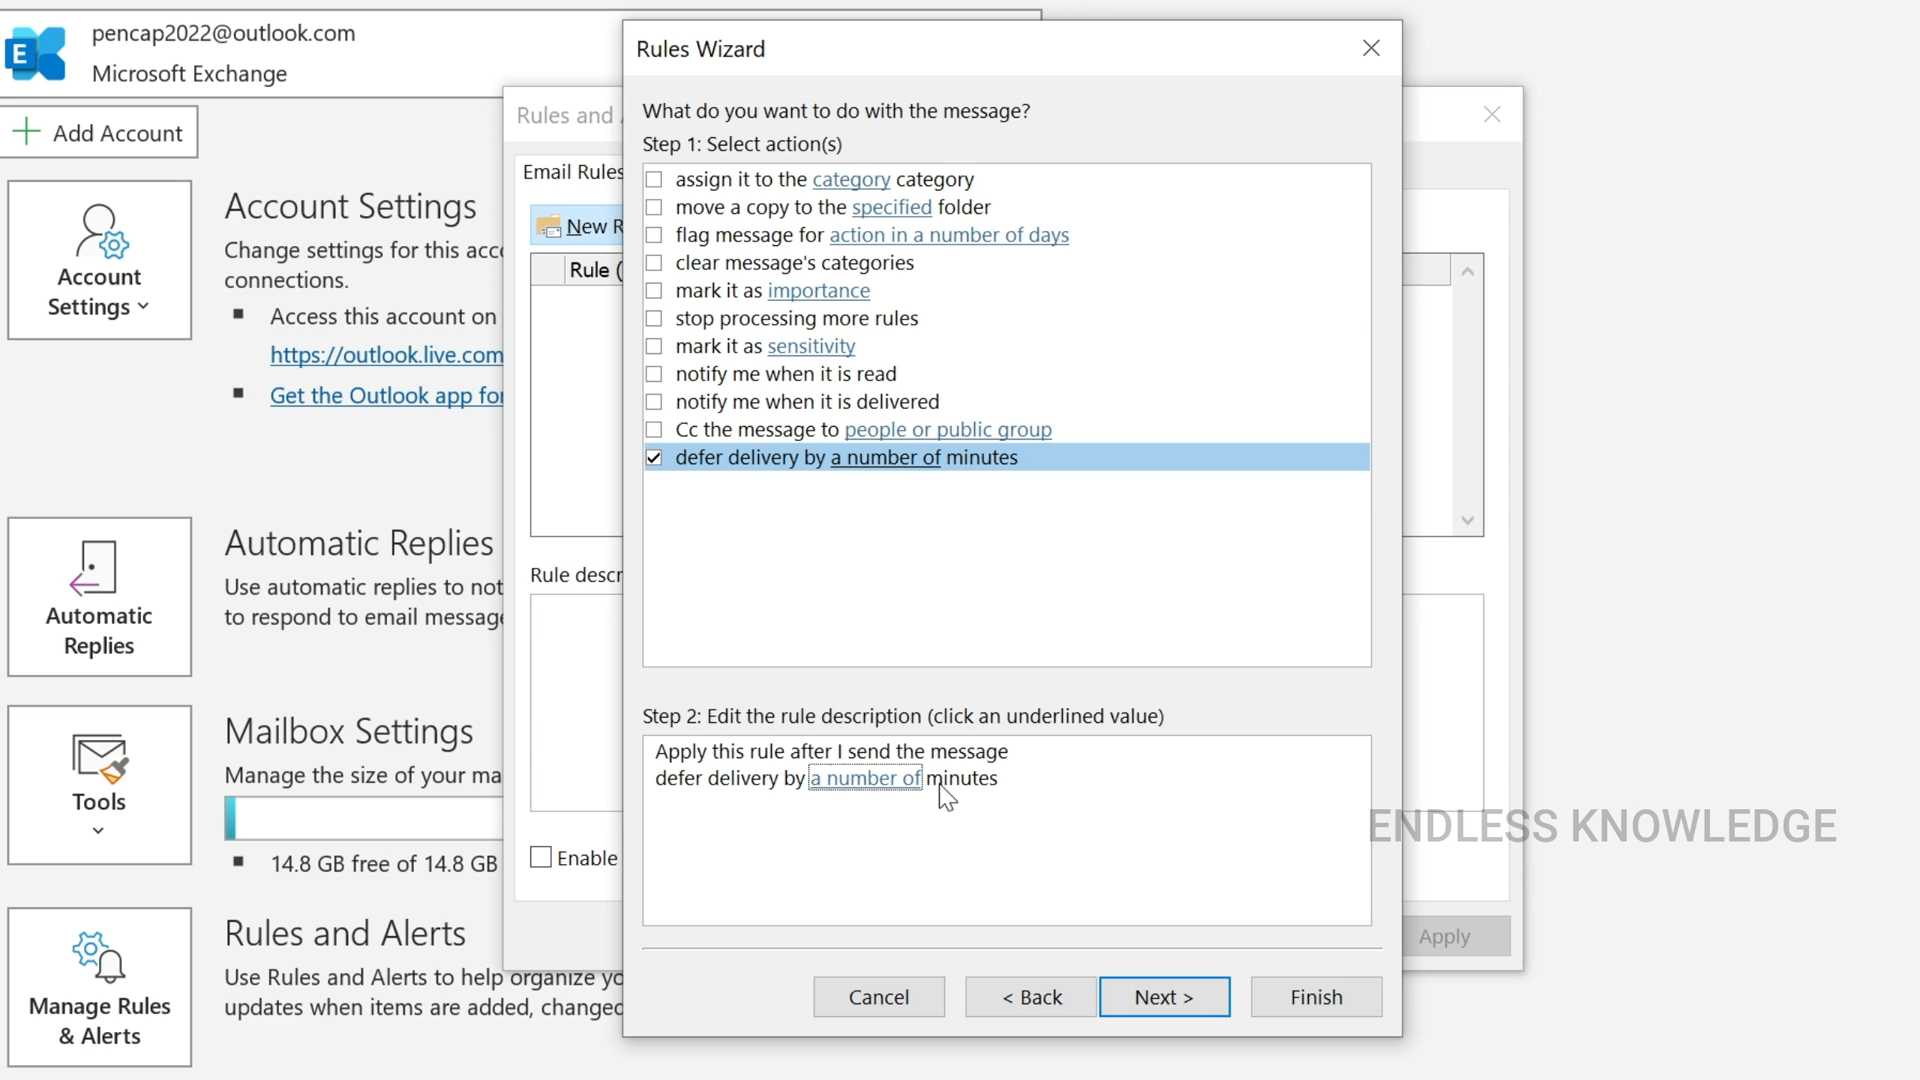 pencap2022@outlook.com
Microsoft Exchange
Add Account
Account Settings
Account Settings
Change settings for this acc
connections.
Access this account on
https://outlook.live.com
Get the Outlook app for
Automatic Replies
Automatic Replies
Use automatic replies to not
to respond to email message
Tools
Mailbox Settings
Manage the size of your ma
14.8 GB free of 14.8 GB
Manage Rules & Alerts
Rules and Alerts
Use Rules and Alerts to help organize yo
updates when items are added, changed
Rules and
Email Rules
New R
Rule (
Rule descr
Enable
Apply
Rules Wizard
What do you want to do with the message?
Step 1: Select action(s)
assign it to the category category
move a copy to the specified folder
flag message for action in a number of days
clear message's categories
mark it as importance
stop processing more rules
mark it as sensitivity
notify me when it is read
notify me when it is delivered
Cc the message to people or public group
defer delivery by a number of minutes
Step 2: Edit the rule description (click an underlined value)
Apply this rule after I send the message
defer delivery by a number of minutes
Cancel
< Back
Next >
Finish
ENDLESS KNOWLEDGE